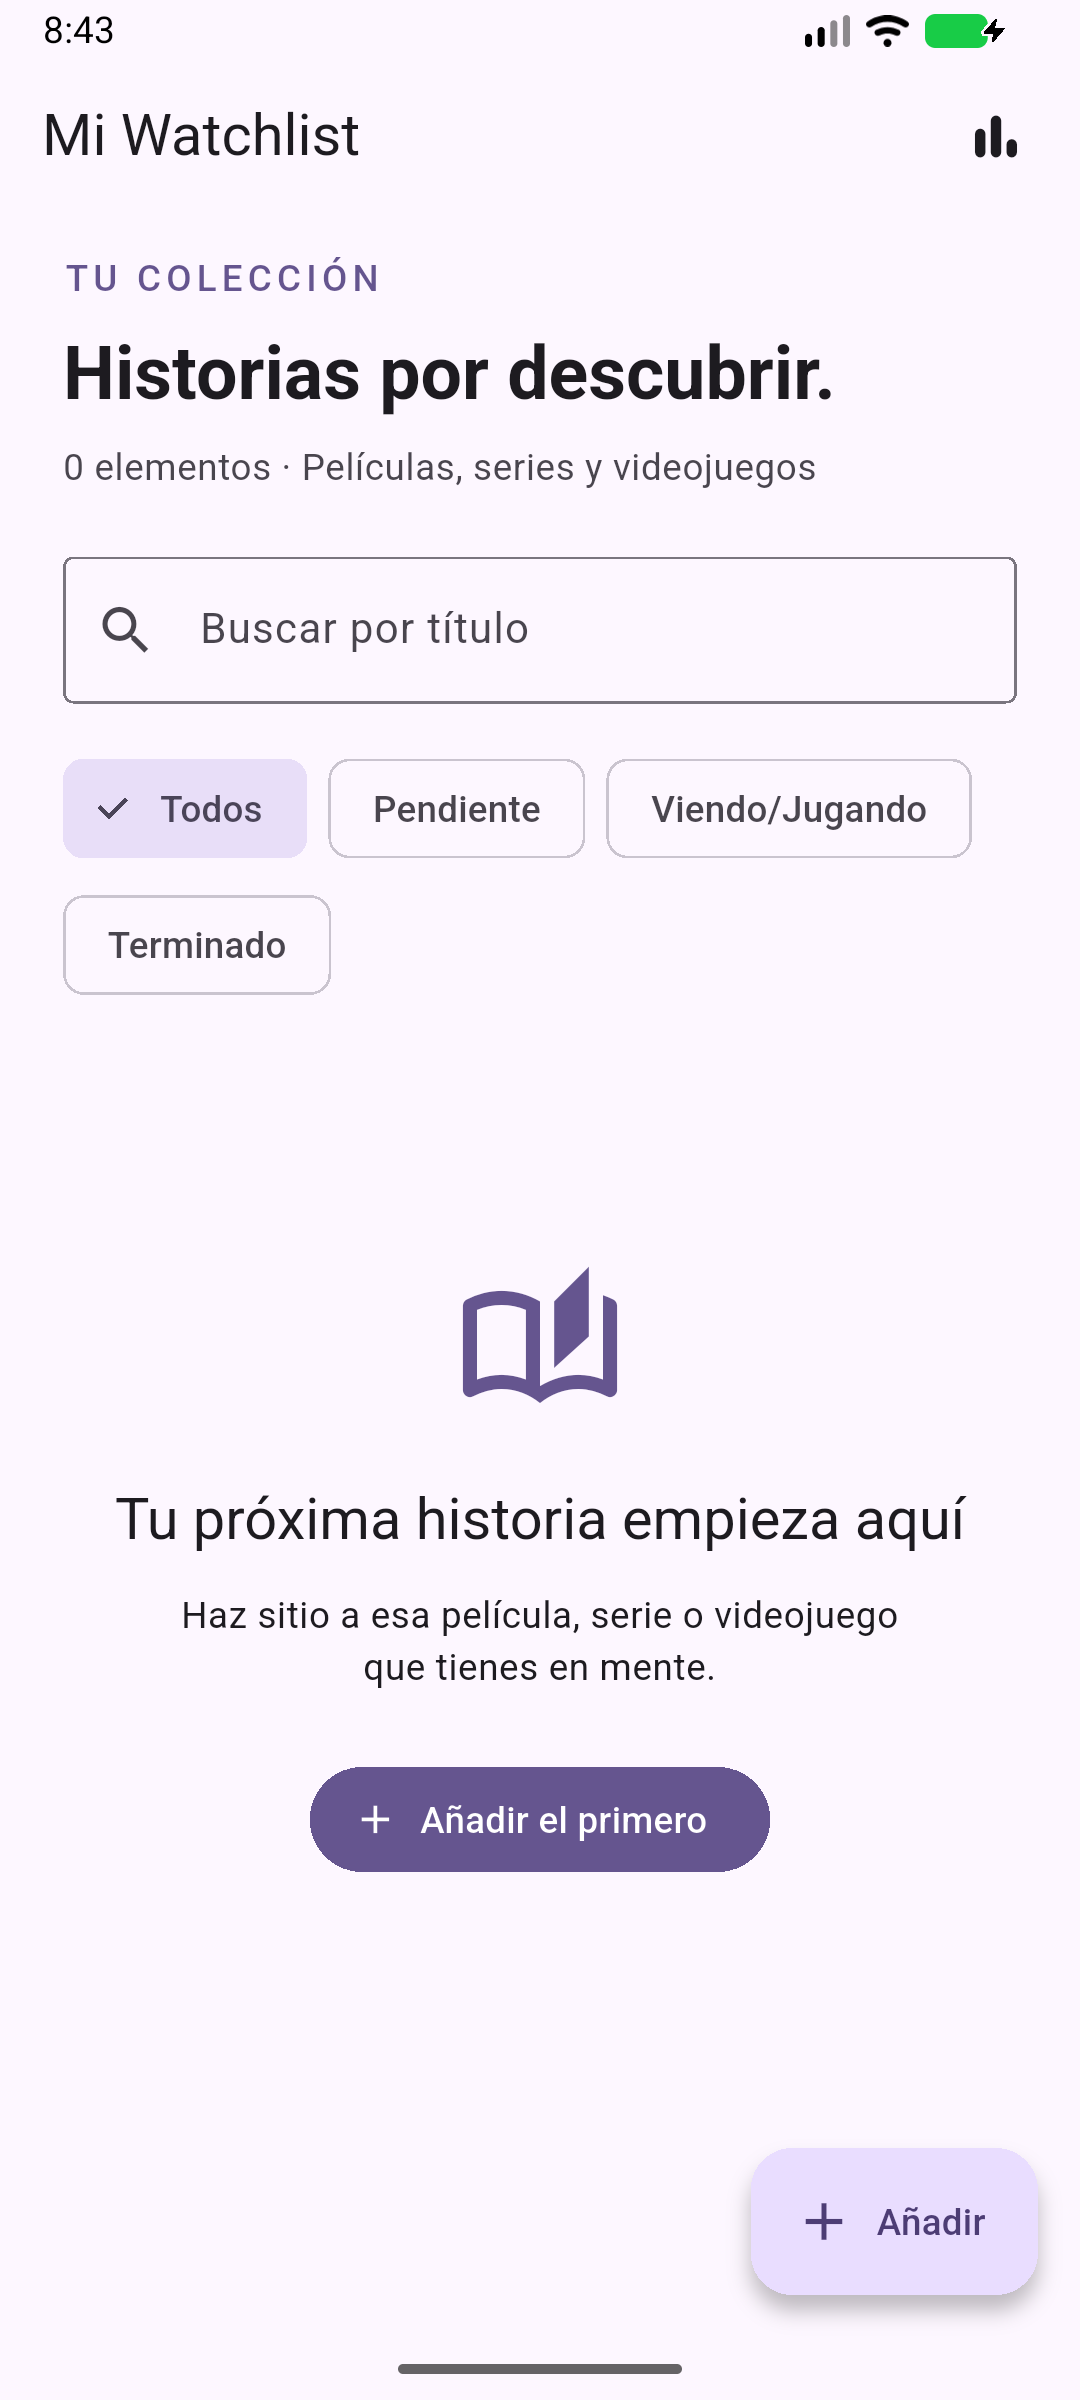 8:43
Mi Watchlist
TU COLECCIÓN
Historias por descubrir.
0 elementos · Películas, series y videojuegos
Buscar por título
Todos
Pendiente
Viendo/Jugando
Terminado
Tu próxima historia empieza aquí
Haz sitio a esa película, serie o videojuego
que tienes en mente.
Añadir el primero
Añadir